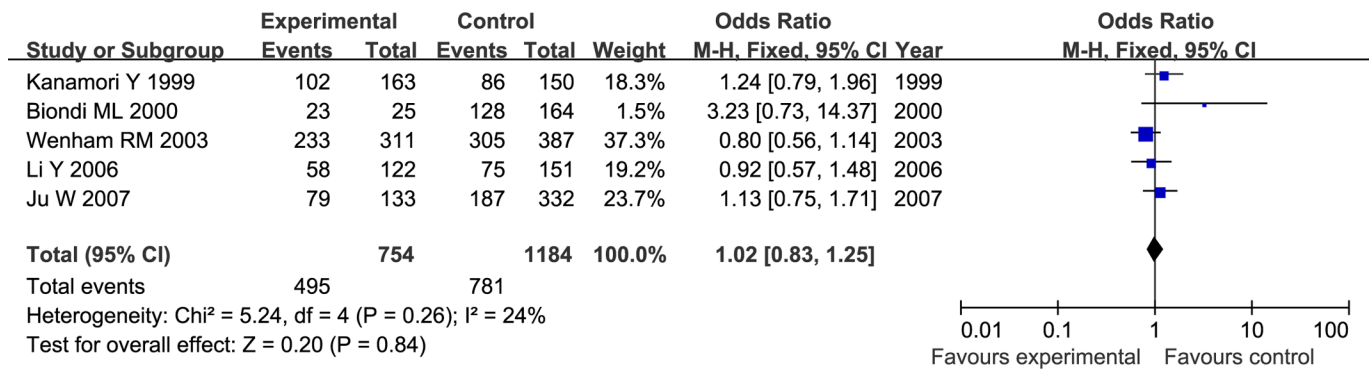 Experimental Control Odds Ratio Odds Ratio
Study or Subgroup Events Total Events Total Weight M-H, Fixed, 95% CI Year M-H, Fixed, 95% CI
Kanamori Y 1999 102 163 86 150 18.3% 1.24 [0.79, 1.96] 1999
Biondi ML 2000 23 25 128 164 1.5% 3.23 [0.73, 14.37] 2000
Wenham RM 2003 233 311 305 387 37.3% 0.80 [0.56, 1.14] 2003
Li Y 2006 58 122 75 151 19.2% 0.92 [0.57, 1.48] 2006
Ju W 2007 79 133 187 332 23.7% 1.13 [0.75, 1.71] 2007
Total (95% CI) 754 1184 100.0% 1.02 [0.83, 1.25]
Total events 495 781
Heterogeneity: Chi² = 5.24, df = 4 (P = 0.26); I² = 24%
Test for overall effect: Z = 0.20 (P = 0.84)
0.01 0.1 1 10 100
Favours experimental Favours control